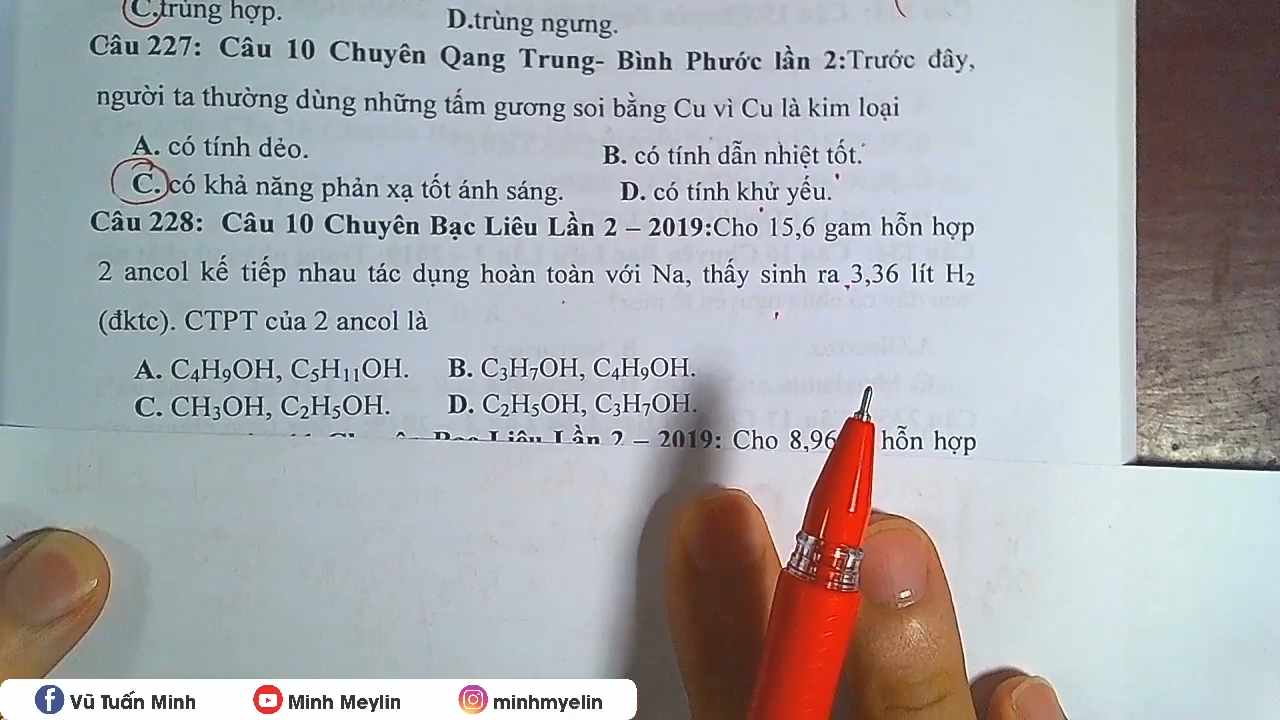 C.trùng hợp. D.trùng ngưng.
Câu 227: Câu 10 Chuyên Qang Trung- Bình Phước lần 2:Trước đây,
người ta thường dùng những tấm gương soi bằng Cu vì Cu là kim loại
A. có tính dẻo. B. có tính dẫn nhiệt tốt.
C. có khả năng phản xạ tốt ánh sáng. D. có tính khử yếu.
Câu 228: Câu 10 Chuyên Bạc Liêu Lần 2 – 2019:Cho 15,6 gam hỗn hợp
2 ancol kế tiếp nhau tác dụng hoàn toàn với Na, thấy sinh ra 3,36 lít H₂
(đktc). CTPT của 2 ancol là
A. C₄H₉OH, C₅H₁₁OH. B. C₃H₇OH, C₄H₉OH.
C. CH₃OH, C₂H₅OH. D. C₂H₅OH, C₃H₇OH.
Bạc Liêu Lần 2 – 2019: Cho 8,96 hỗn hợp
Vũ Tuấn Minh Minh Meylin minhmyelin